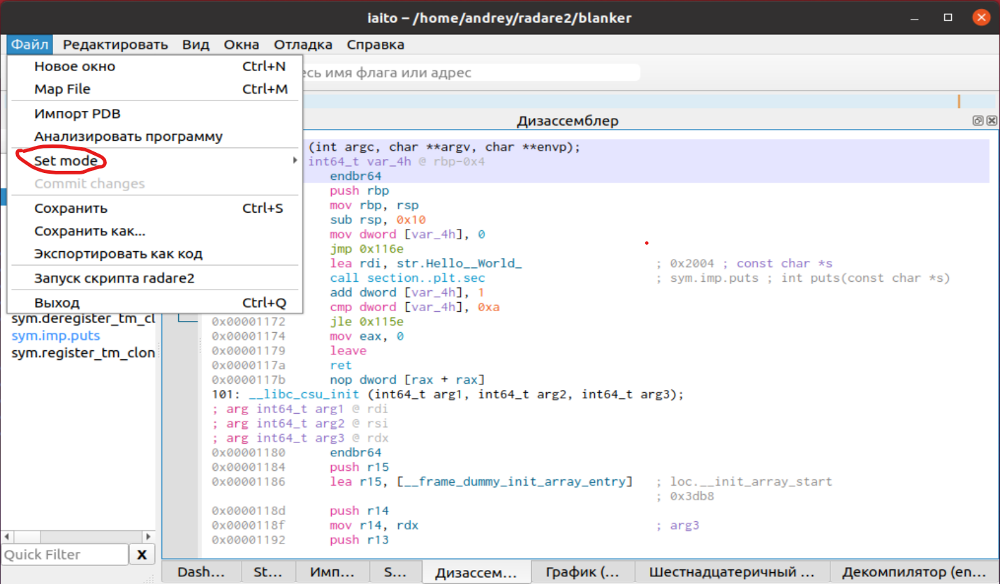 iaito – /home/andrey/radare2/blanker
Файл Редактировать Вид Окна Отладка Справка
Новое окно Ctrl+N
есь имя флага или адрес
Map File Ctrl+M
Импорт PDB
Дизассемблер
Анализировать программу
Set mode
Commit changes
Сохранить Ctrl+S
Сохранить как...
Экспортировать как код
Запуск скрипта radare2
Выход Ctrl+Q
(int argc, char **argv, char **envp);
int64_t var_4h @ rbp-0x4
endbr64
push rbp
mov rbp, rsp
sub rsp, 0x10
mov dword [var_4h], 0
jmp 0x116e
lea rdi, str.Hello__World_ ; 0x2004 ; const char *s
call section..plt.sec ; sym.imp.puts ; int puts(const char *s)
add dword [var_4h], 1
cmp dword [var_4h], 0xa
sym.deregister_tm_cl
sym.imp.puts
sym.register_tm_clon
0x00001172 jle 0x115e
0x00001174 mov eax, 0
0x00001179 leave
0x0000117a ret
0x0000117b nop dword [rax + rax]
101: __libc_csu_init (int64_t arg1, int64_t arg2, int64_t arg3);
; arg int64_t arg1 @ rdi
; arg int64_t arg2 @ rsi
; arg int64_t arg3 @ rdx
0x00001180 endbr64
0x00001184 push r15
0x00001186 lea r15, [__frame_dummy_init_array_entry] ; loc.__init_array_start
; 0x3db8
0x0000118d push r14
0x0000118f mov r14, rdx ; arg3
0x00001192 push r13
Quick Filter X
Dash... St... Имп... S... Дизассем... График (... Шестнадцатеричный ... Декомпилятор (en...